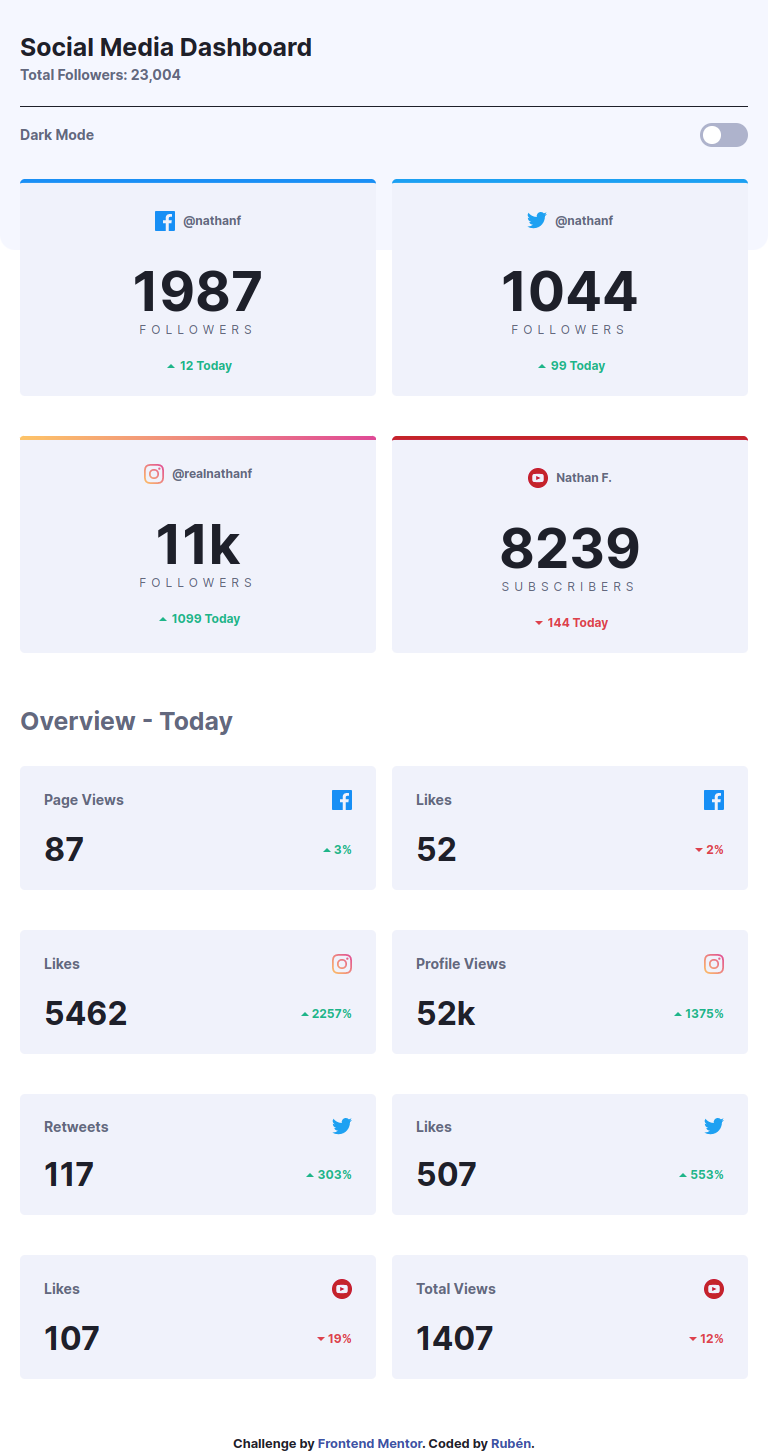 Social Media Dashboard
Total Followers: 23,004
Dark Mode
@nathanf
1987
FOLLOWERS
12 Today
@nathanf
1044
FOLLOWERS
99 Today
@realnathanf
11k
FOLLOWERS
1099 Today
Nathan F.
8239
SUBSCRIBERS
144 Today
Overview - Today
Page Views
87
3%
Likes
52
2%
Likes
5462
2257%
Profile Views
52k
1375%
Retweets
117
303%
Likes
507
553%
Likes
107
19%
Total Views
1407
12%
Challenge by Frontend Mentor. Coded by Rubén.